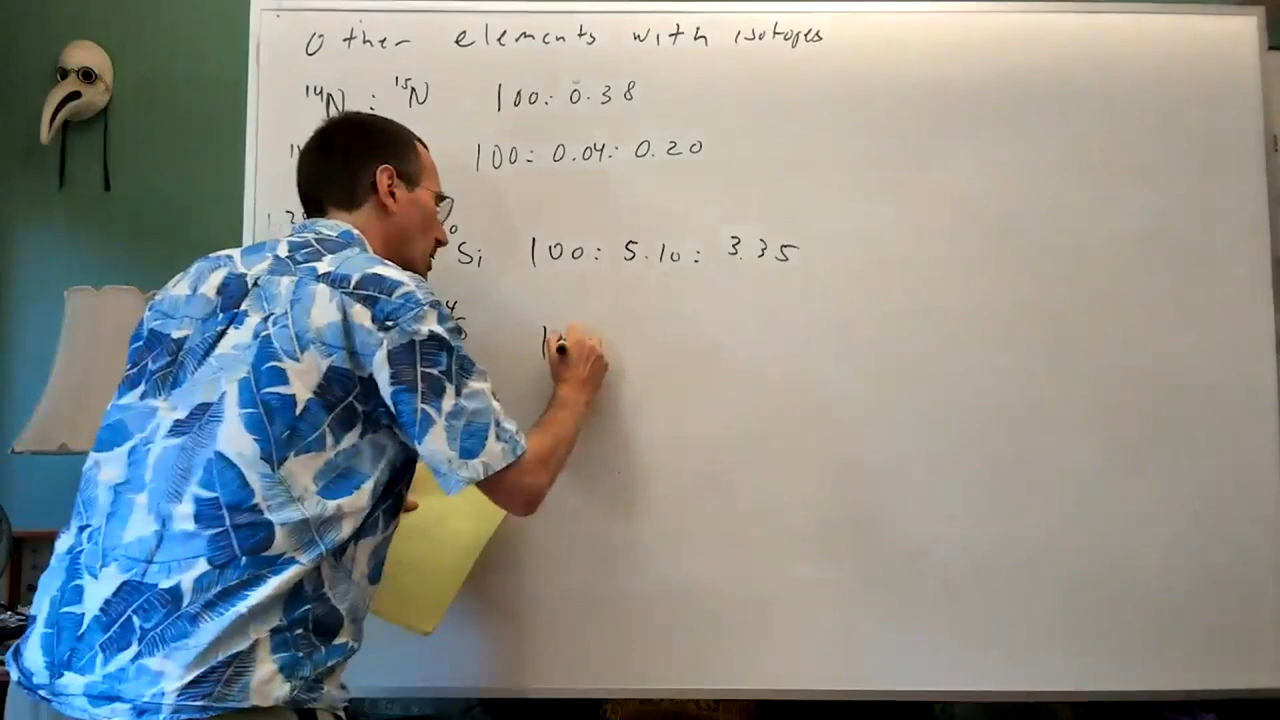 Other elements with isotopes
¹⁴N : ¹⁵N 100: 0.38
100: 0.04: 0.20
Si 100: 5.10: 3.35